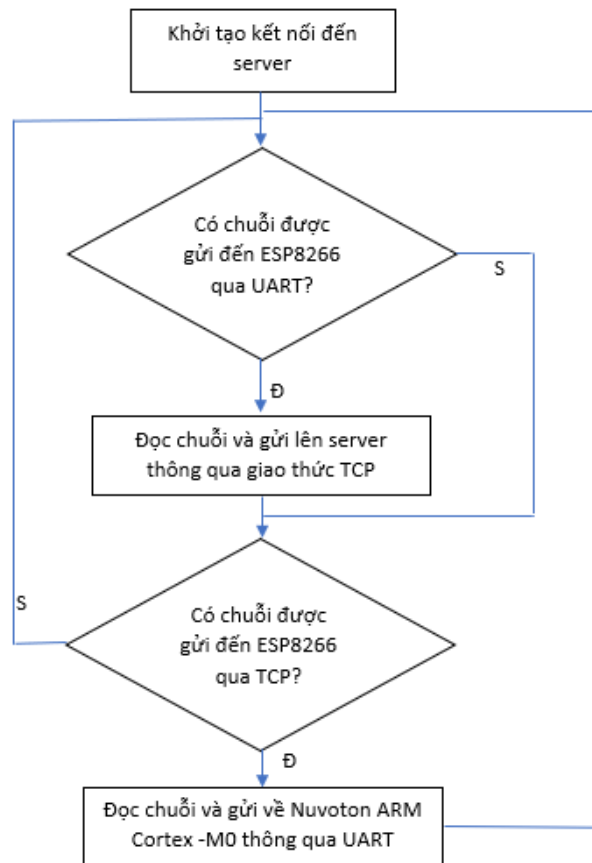 Khởi tạo kết nối đến
server
Có chuỗi được
gửi đến ESP8266
qua UART?
S
Đ
Đọc chuỗi và gửi lên server
thông qua giao thức TCP
Có chuỗi được
gửi đến ESP8266
qua TCP?
S
Đ
Đọc chuỗi và gửi về Nuvoton ARM
Cortex -M0 thông qua UART